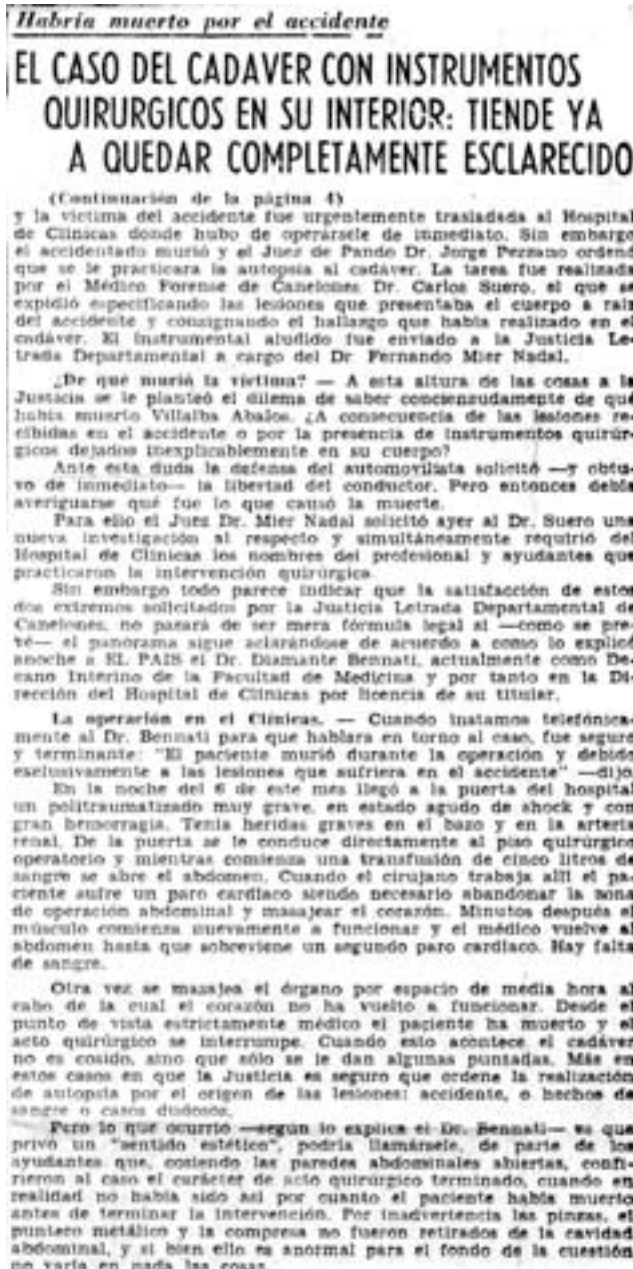 Habría muerto por el accidente
EL CASO DEL CADAVER CON INSTRUMENTOS
QUIRURGICOS EN SU INTERIOR: TIENDE YA
A QUEDAR COMPLETAMENTE ESCLARECIDO
(Continuación de la página 4)
y la víctima del accidente fue urgentemente trasladada al Hospital
de Clínicas donde hubo de operársele de inmediato. Sin embargo
el accidentado murió y el Juez de Pando Dr. Jorge Pezzano ordenó
que se le practicara la autopsia al cadáver. La tarea fue realizada
por el Médico Forense de Canelones Dr. Carlos Suero, el que se
expidió especificando las lesiones que presentaba el cuerpo a raíz
del accidente y consignando el hallazgo que había realizado en el
cadáver. El instrumental aludido fue enviado a la Justicia Le-
trada Departamental a cargo del Dr Fernando Mier Nadal.
¿De qué murió la víctima? — A esta altura de las cosas a la
Justicia se le planteó el dilema de saber concienzudamente de qué
había muerto Villalba Abalos. ¿A consecuencia de las lesiones re-
cibidas en el accidente o por la presencia de instrumentos quirúr-
gicos dejados inexplicablemente en su cuerpo?
Ante esta duda la defensa del automovilista solicitó —y obtu-
vo de inmediato— la libertad del conductor. Pero entonces debía
averiguarse qué fue lo que causó la muerte.
Para ello el Juez Dr. Mier Nadal solicitó ayer al Dr. Suero una
nueva investigación al respecto y simultáneamente requirió del
Hospital de Clínicas los nombres del profesional y ayudantes que
practicaron la intervención quirúrgica.
Sin embargo todo parece indicar que la satisfacción de estos
dos extremos solicitados por la Justicia Letrada Departamental de
Canelones, no pasará de ser mera fórmula legal si —como se pre-
vé— el panorama sigue aclarándose de acuerdo a como lo explicó
anoche a EL PAIS el Dr. Diamante Bennati, actualmente como De-
cano Interino de la Facultad de Medicina y por tanto en la Di-
rección del Hospital de Clínicas por licencia de su titular.
La operación en el Clínicas. — Cuando instamos telefónica-
mente al Dr. Bennati para que hablara en torno al caso, fue seguro
y terminante: "El paciente murió durante la operación y debido
exclusivamente a las lesiones que sufriera en el accidente" —dijo.
En la noche del 6 de este mes llegó a la puerta del hospital
un politraumatizado muy grave, en estado agudo de shock y con
gran hemorragia. Tenía heridas graves en el bazo y en la arteria
renal. De la puerta se le conduce directamente al piso quirúrgico
operatorio y mientras comienza una transfusión de cinco litros de
sangre se abre el abdomen. Cuando el cirujano trabaja allí el pa-
ciente sufre un paro cardíaco siendo necesario abandonar la zona
de operación abdominal y masajear el corazón. Minutos después el
músculo comienza nuevamente a funcionar y el médico vuelve al
abdomen hasta que sobreviene un segundo paro cardíaco. Hay falta
de sangre.
Otra vez se masajea el órgano por espacio de media hora al
cabo de la cual el corazón no ha vuelto a funcionar. Desde el
punto de vista estrictamente médico el paciente ha muerto y el
acto quirúrgico se interrumpe. Cuando esto acontece el cadáver
no es cosido, sino que sólo se le dan algunas puntadas. Más en
estos casos en que la Justicia es seguro que ordene la realización
de autopsia por el origen de las lesiones: accidente, o hechos de
sangre o casos dudosos.
Pero lo que ocurrió —según lo explica el Dr. Bennati— es que
privó un "sentido estético", podría llamársele, de parte de los
ayudantes que, cosiendo las paredes abdominales abiertas, confi-
rieron al caso el carácter de acto quirúrgico terminado, cuando en
realidad no había sido así por cuanto el paciente había muerto
antes de terminar la intervención. Por inadvertencia las pinzas, el
puntero metálico y la compresa no fueron retirados de la cavidad
abdominal, y si bien ello es anormal para el fondo de la cuestión
no varía en nada las cosas.